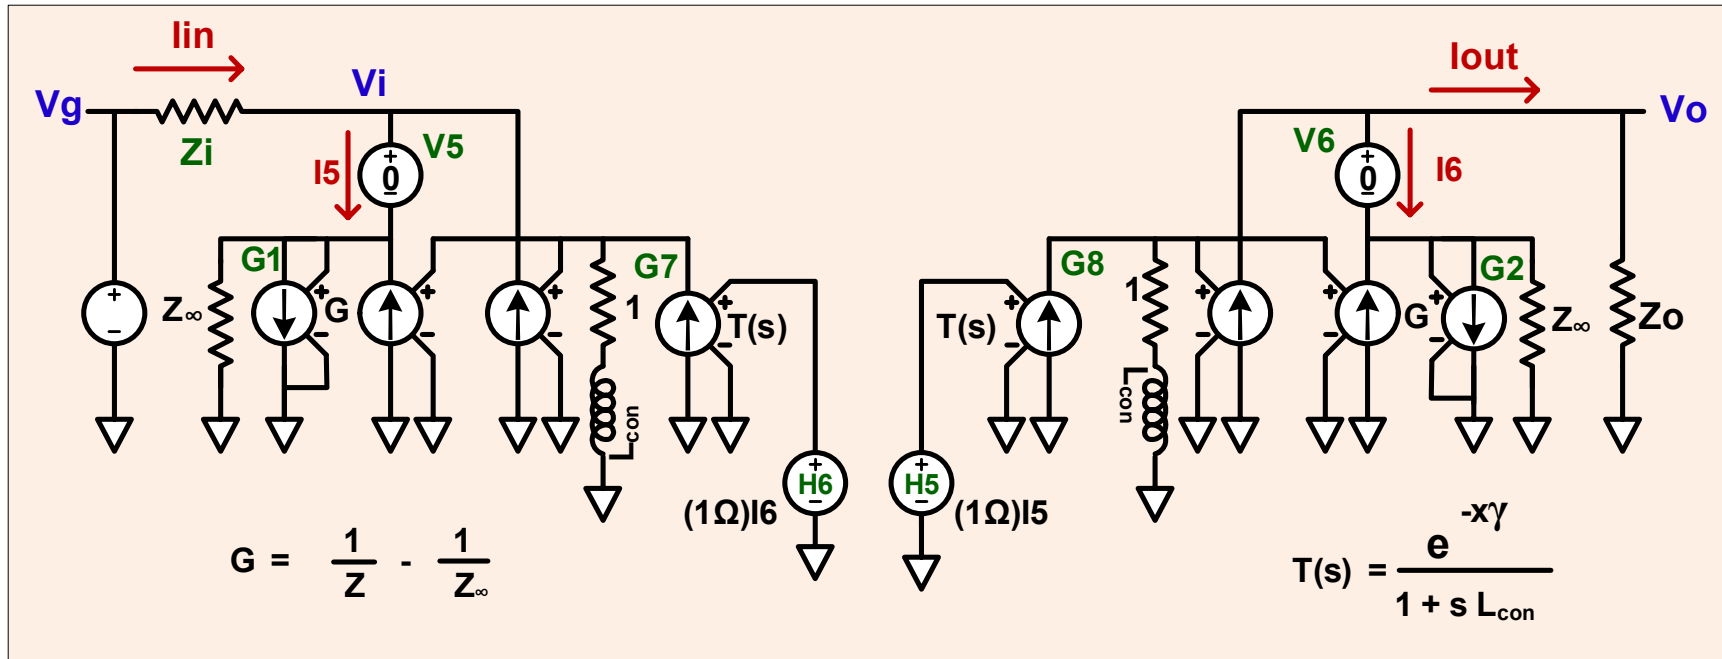 Iin
Iout
Vg
Vi
Vo
Zi
V5
V6
I5
I6
+
0
−
+
0
−
G1
G7
G8
G2
+
−
Z∞
+
−
G
+
−
+
−
1
+
−
T(s)
T(s)
+
−
1
+
−
+
−
G
+
−
Z∞
Zo
Lcon
Lcon
+
H6
−
(1Ω)I6
+
H5
−
(1Ω)I5
G = 1/Z - 1/Z∞
T(s) = e^-xγ / 1 + s Lcon